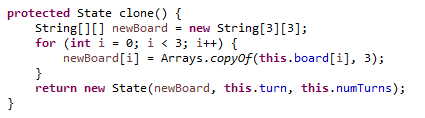 protected State clone() {
    String[][] newBoard = new String[3][3];
    for (int i = 0; i < 3; i++) {
        newBoard[i] = Arrays.copyOf(this.board[i], 3);
    }
    return new State(newBoard, this.turn, this.numTurns);
}